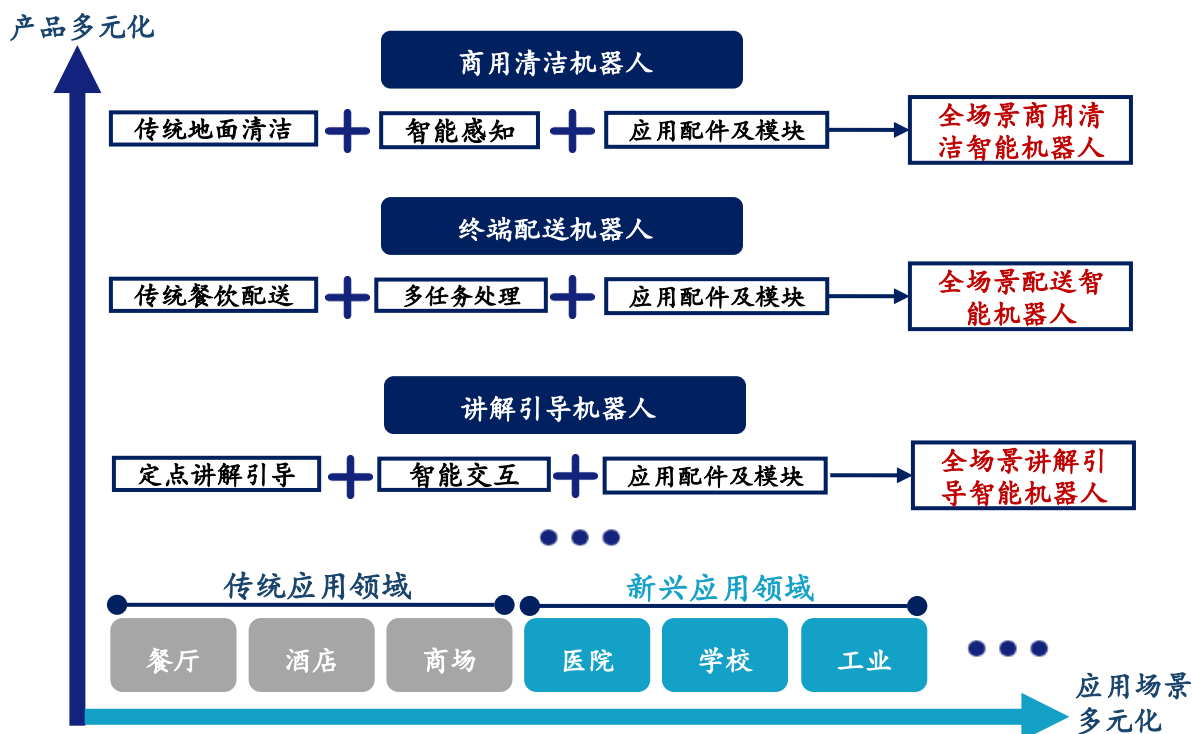 产品多元化
商用清洁机器人
传统地面清洁
智能感知
应用配件及模块
全场景商用清
洁智能机器人
终端配送机器人
传统餐饮配送
多任务处理
应用配件及模块
全场景配送智
能机器人
讲解引导机器人
定点讲解引导
智能交互
应用配件及模块
全场景讲解引
导智能机器人
传统应用领域
新兴应用领域
餐厅
酒店
商场
医院
学校
工业
应用场景
多元化